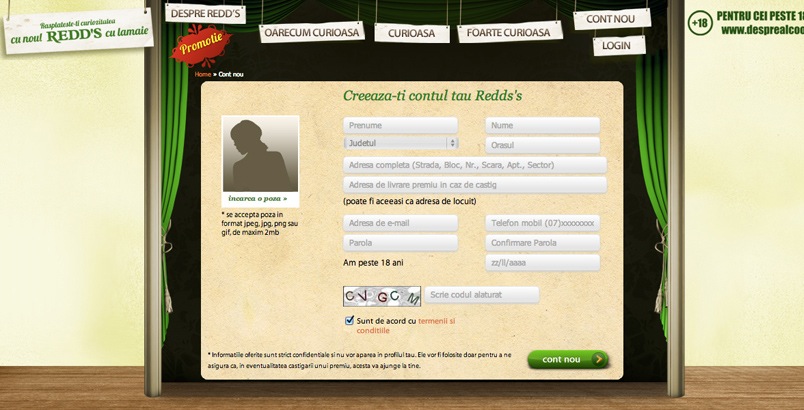 Rasplateste-ti curiozitatea
cu noul REDD'S cu lamaie
DESPRE REDD'S
Promotie
OARECUM CURIOASA
CURIOASA
FOARTE CURIOASA
CONT NOU
LOGIN
+18
PENTRU CEI PESTE 18
www.desprealcoo
Home » Cont nou
Creeaza-ti contul tau Redds's
Prenume
Nume
Judetul
Orasul
Adresa completa (Strada, Bloc, Nr., Scara, Apt., Sector)
Adresa de livrare premiu in caz de castig
(poate fi aceeasi ca adresa de locuit)
incarca o poza »
* se accepta poza in
format jpeg, jpg, png sau
gif, de maxim 2mb
Adresa de e-mail
Telefon mobil (07)xxxxxxxx
Parola
Confirmare Parola
Am peste 18 ani
zz/ll/aaaa
Scrie codul alaturat
Sunt de acord cu termenii si
conditiile
* Informatiile oferite sunt strict confidentiale si nu vor aparea in profilul tau. Ele vor fi folosite doar pentru a ne
asigura ca, in eventualitatea castigarii unui premiu, acesta va ajunge la tine.
cont nou